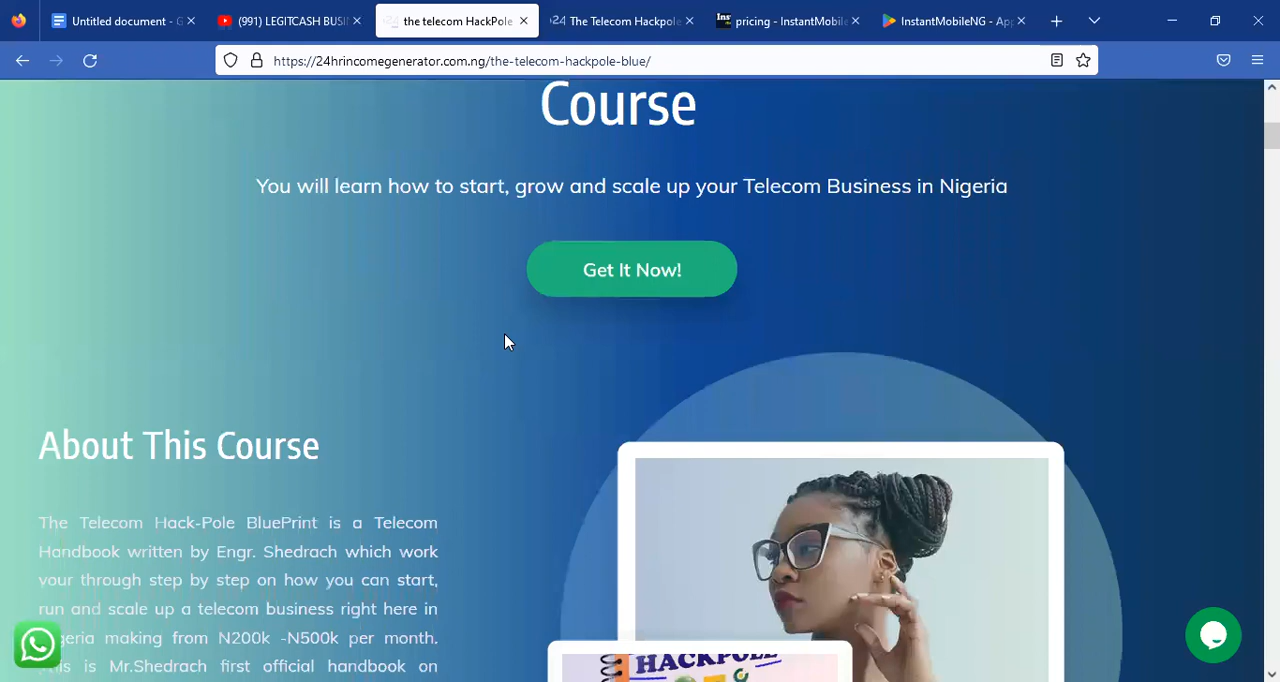 Untitled document - G
(991) LEGITCASH BUSI
the telecom HackPole
The Telecom Hackpole
pricing - InstantMobile
InstantMobileNG - App
https://24hrincomegenerator.com.ng/the-telecom-hackpole-blue/
Course
You will learn how to start, grow and scale up your Telecom Business in Nigeria
Get It Now!
About This Course
The Telecom Hack-Pole BluePrint is a Telecom
Handbook written by Engr. Shedrach which work
your through step by step on how you can start,
run and scale up a telecom business right here in
geria making from N200k -N500k per month.
his is Mr.Shedrach first official handbook on
HACKPOLE